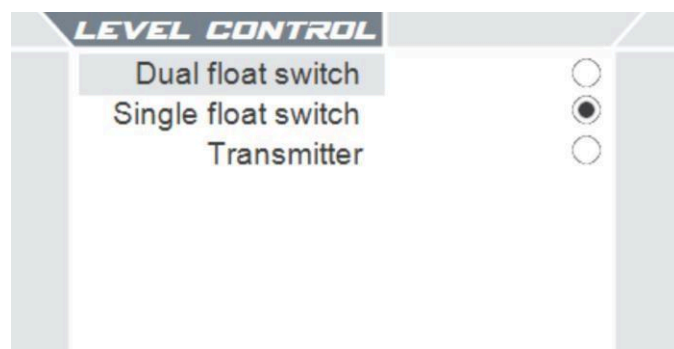 LEVEL CONTROL
Dual float switch
Single float switch
Transmitter